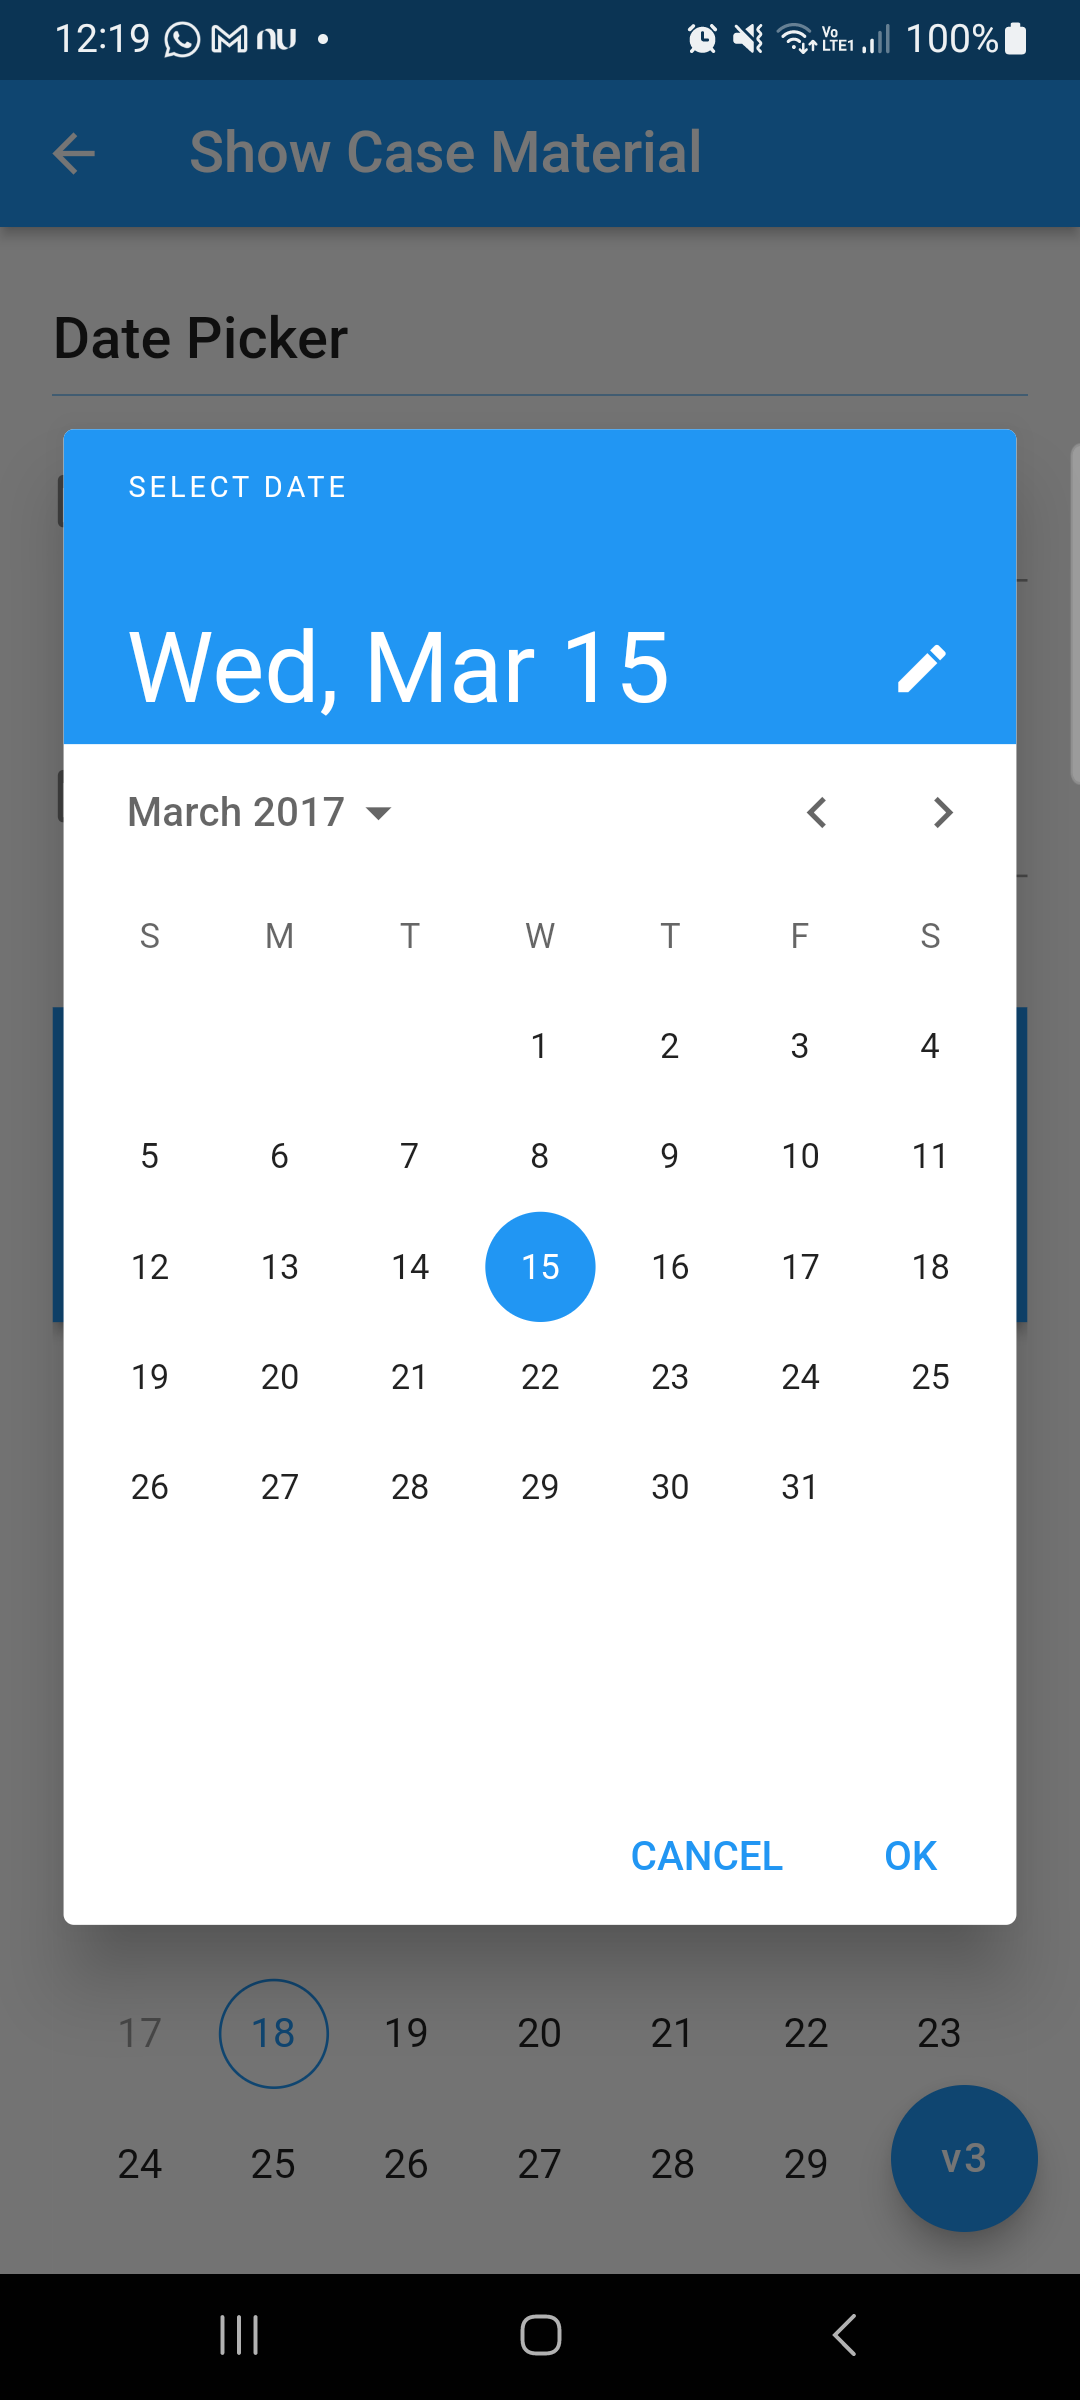 12:19 nu 100%
Vo
LTE1
Show Case Material
Date Picker
SELECT DATE
Wed, Mar 15
March 2017
S M T W T F S
1 2 3 4
5 6 7 8 9 10 11
12 13 14 15 16 17 18
19 20 21 22 23 24 25
26 27 28 29 30 31
CANCEL OK
17 18 19 20 21 22 23
24 25 26 27 28 29
v3